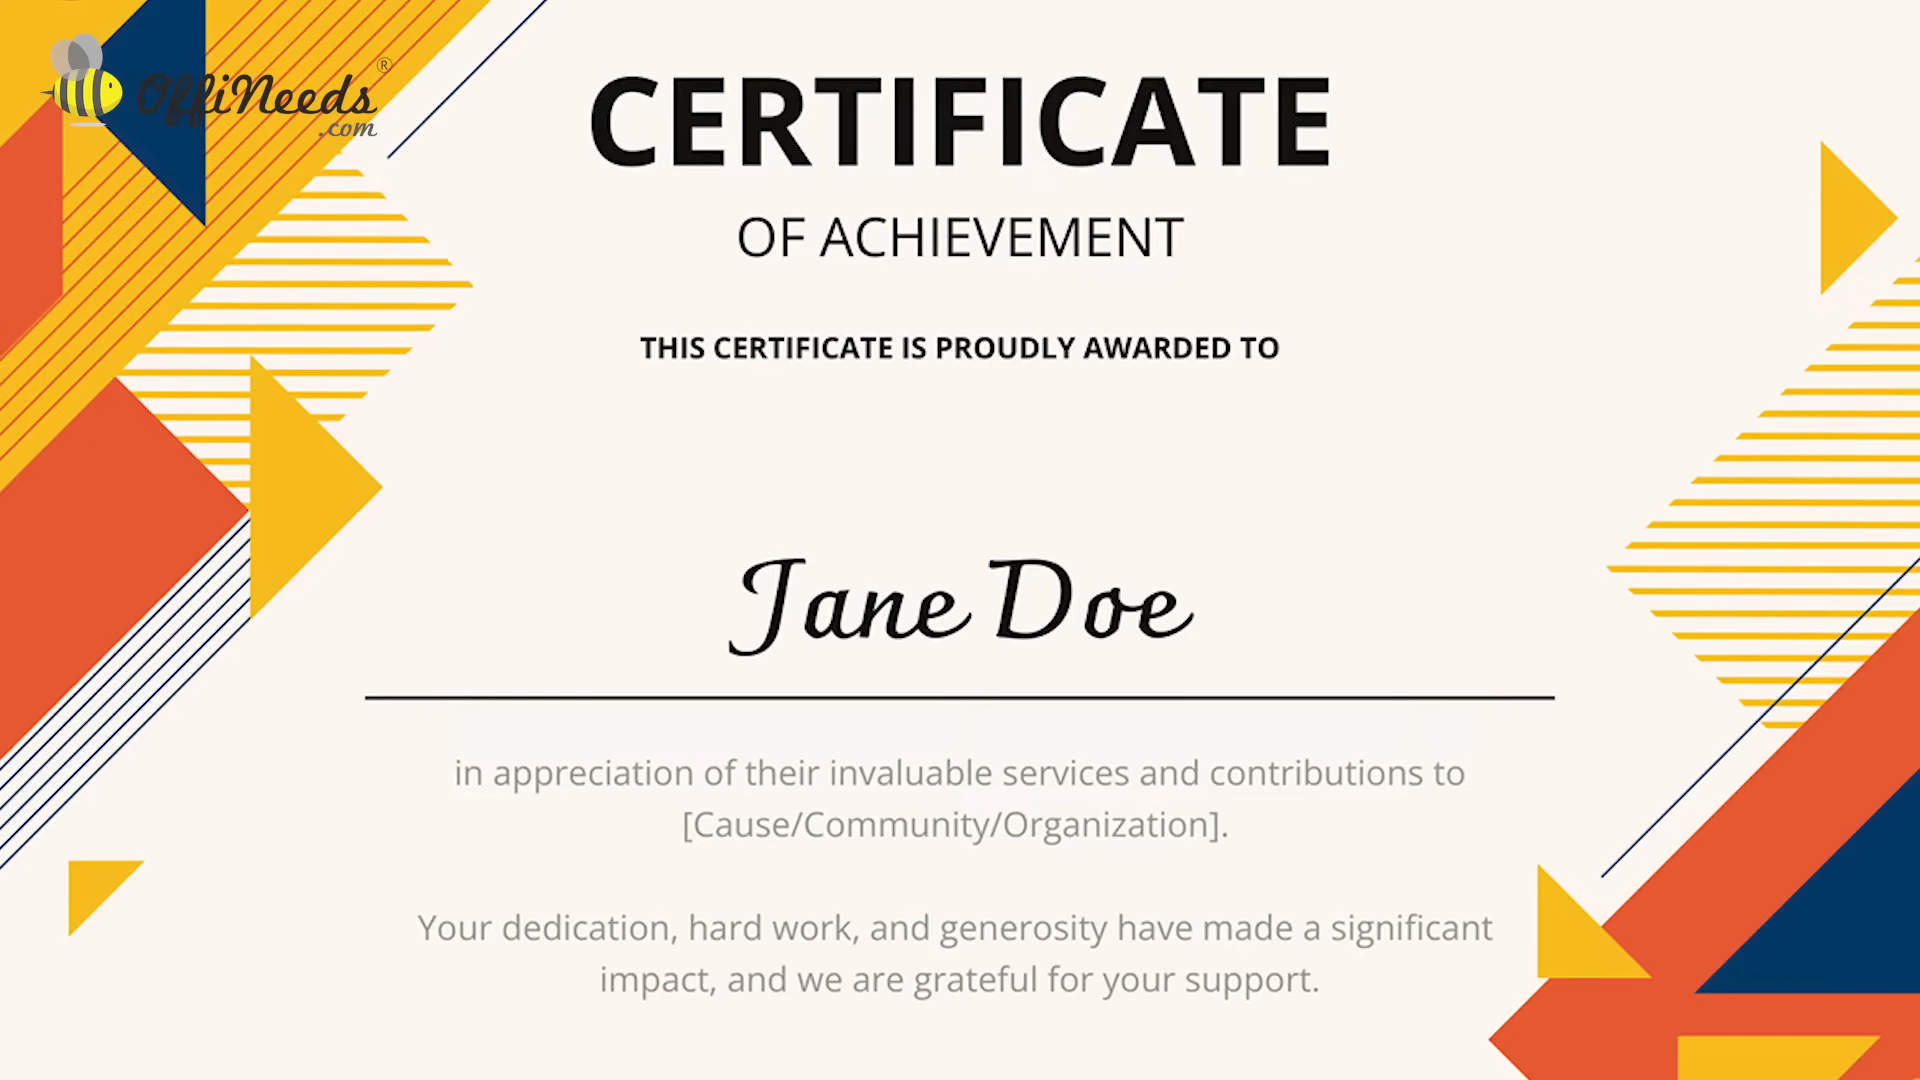 OffiNeeds®
.com
CERTIFICATE
OF ACHIEVEMENT
THIS CERTIFICATE IS PROUDLY AWARDED TO
Jane Doe
in appreciation of their invaluable services and contributions to
[Cause/Community/Organization].
Your dedication, hard work, and generosity have made a significant
impact, and we are grateful for your support.